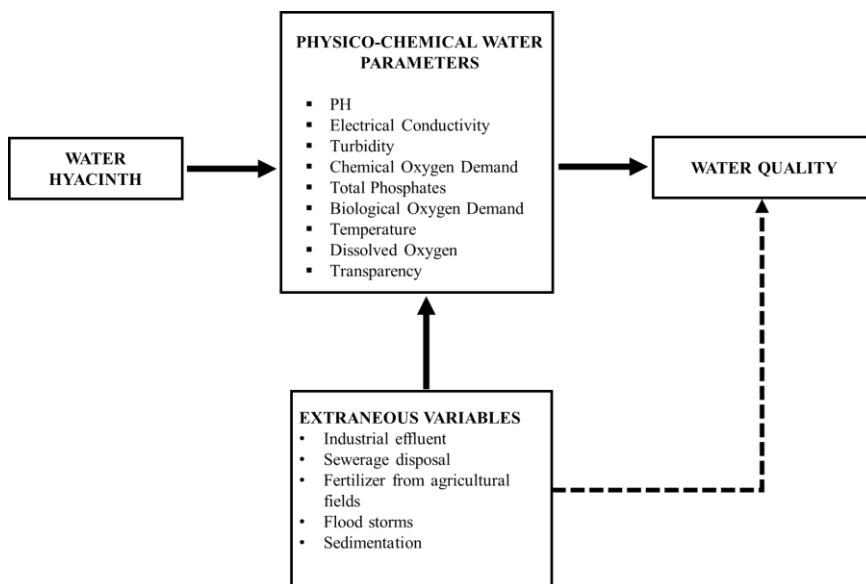 PHYSICO-CHEMICAL WATER
PARAMETERS
▪ PH
▪ Electrical Conductivity
▪ Turbidity
▪ Chemical Oxygen Demand
▪ Total Phosphates
▪ Biological Oxygen Demand
▪ Temperature
▪ Dissolved Oxygen
▪ Transparency
WATER
HYACINTH
WATER QUALITY
EXTRANEOUS VARIABLES
• Industrial effluent
• Sewerage disposal
• Fertilizer from agricultural
fields
• Flood storms
• Sedimentation